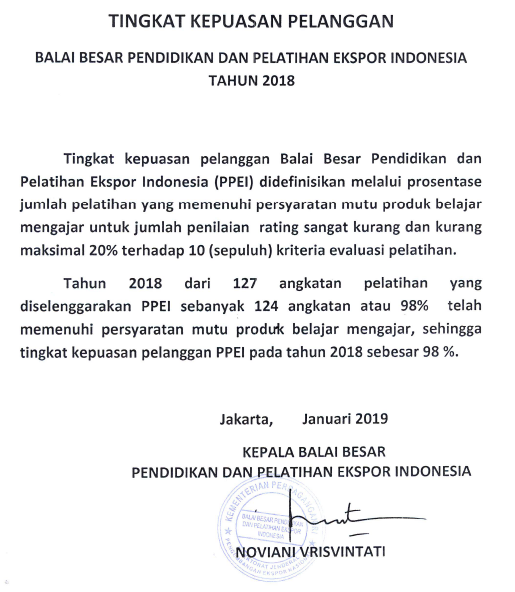 TINGKAT KEPUASAN PELANGGAN
BALAI BESAR PENDIDIKAN DAN PELATIHAN EKSPOR INDONESIA
TAHUN 2018
Tingkat kepuasan pelanggan Balai Besar Pendidikan dan
Pelatihan Ekspor Indonesia (PPEI) didefinisikan melalui prosentase
jumlah pelatihan yang memenuhi persyaratan mutu produk belajar
mengajar untuk jumlah penilaian rating sangat kurang dan kurang
maksimal 20% terhadap 10 (sepuluh) kriteria evaluasi pelatihan.
Tahun 2018 dari 127 angkatan pelatihan yang
diselenggarakan PPEI sebanyak 124 angkatan atau 98% telah
memenuhi persyaratan mutu produk belajar mengajar, sehingga
tingkat kepuasan pelanggan PPEI pada tahun 2018 sebesar 98 %.
Jakarta, Januari 2019
KEPALA BALAI BESAR
PENDIDIKAN DAN PELATIHAN EKSPOR INDONESIA
KEMENTERIAN
BALAI BESAR PENDIDIKAN
DAN PELATIHAN EKSPOR
INDONESIA
NOVIANI VRISVINTATI